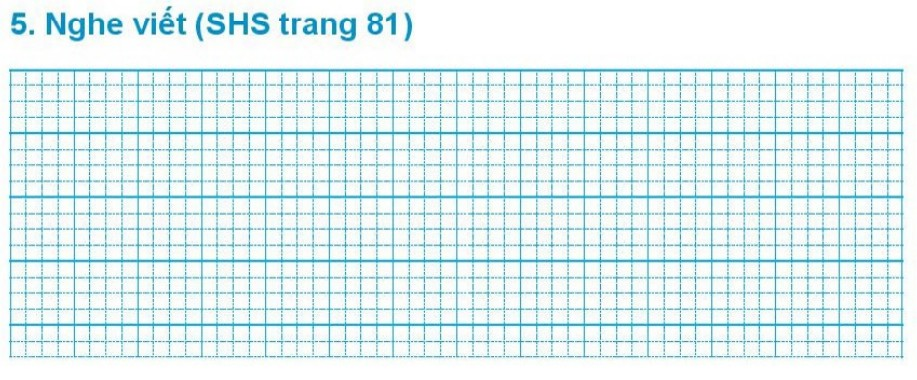 5. Nghe viết (SHS trang 81)